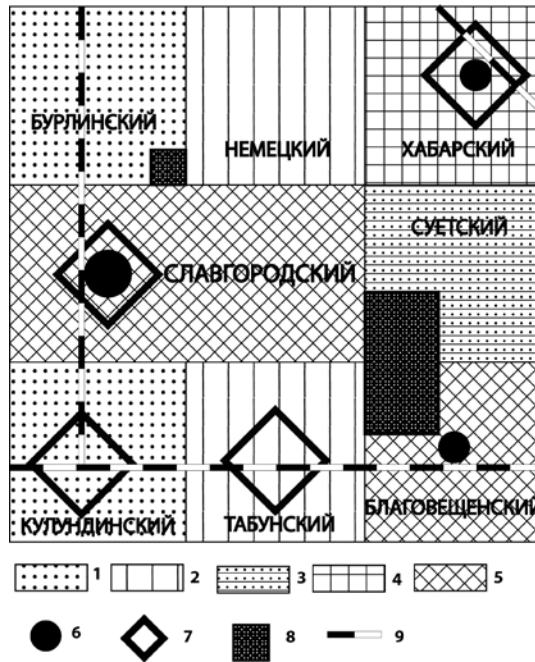 БУРЛИНСКИЙ
НЕМЕЦКИЙ
ХАБАРСКИЙ
СУЕТСКИЙ
СЛАВГОРОДСКИЙ
КУЛУНДИНСКИЙ
ТАБУНСКИЙ
БЛАГОВЕЩЕНСКИЙ
1 2 3 4 5
6 7 8 9